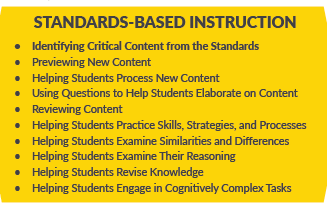 STANDARDS-BASED INSTRUCTION
• Identifying Critical Content from the Standards
• Previewing New Content
• Helping Students Process New Content
• Using Questions to Help Students Elaborate on Content
• Reviewing Content
• Helping Students Practice Skills, Strategies, and Processes
• Helping Students Examine Similarities and Differences
• Helping Students Examine Their Reasoning
• Helping Students Revise Knowledge
• Helping Students Engage in Cognitively Complex Tasks